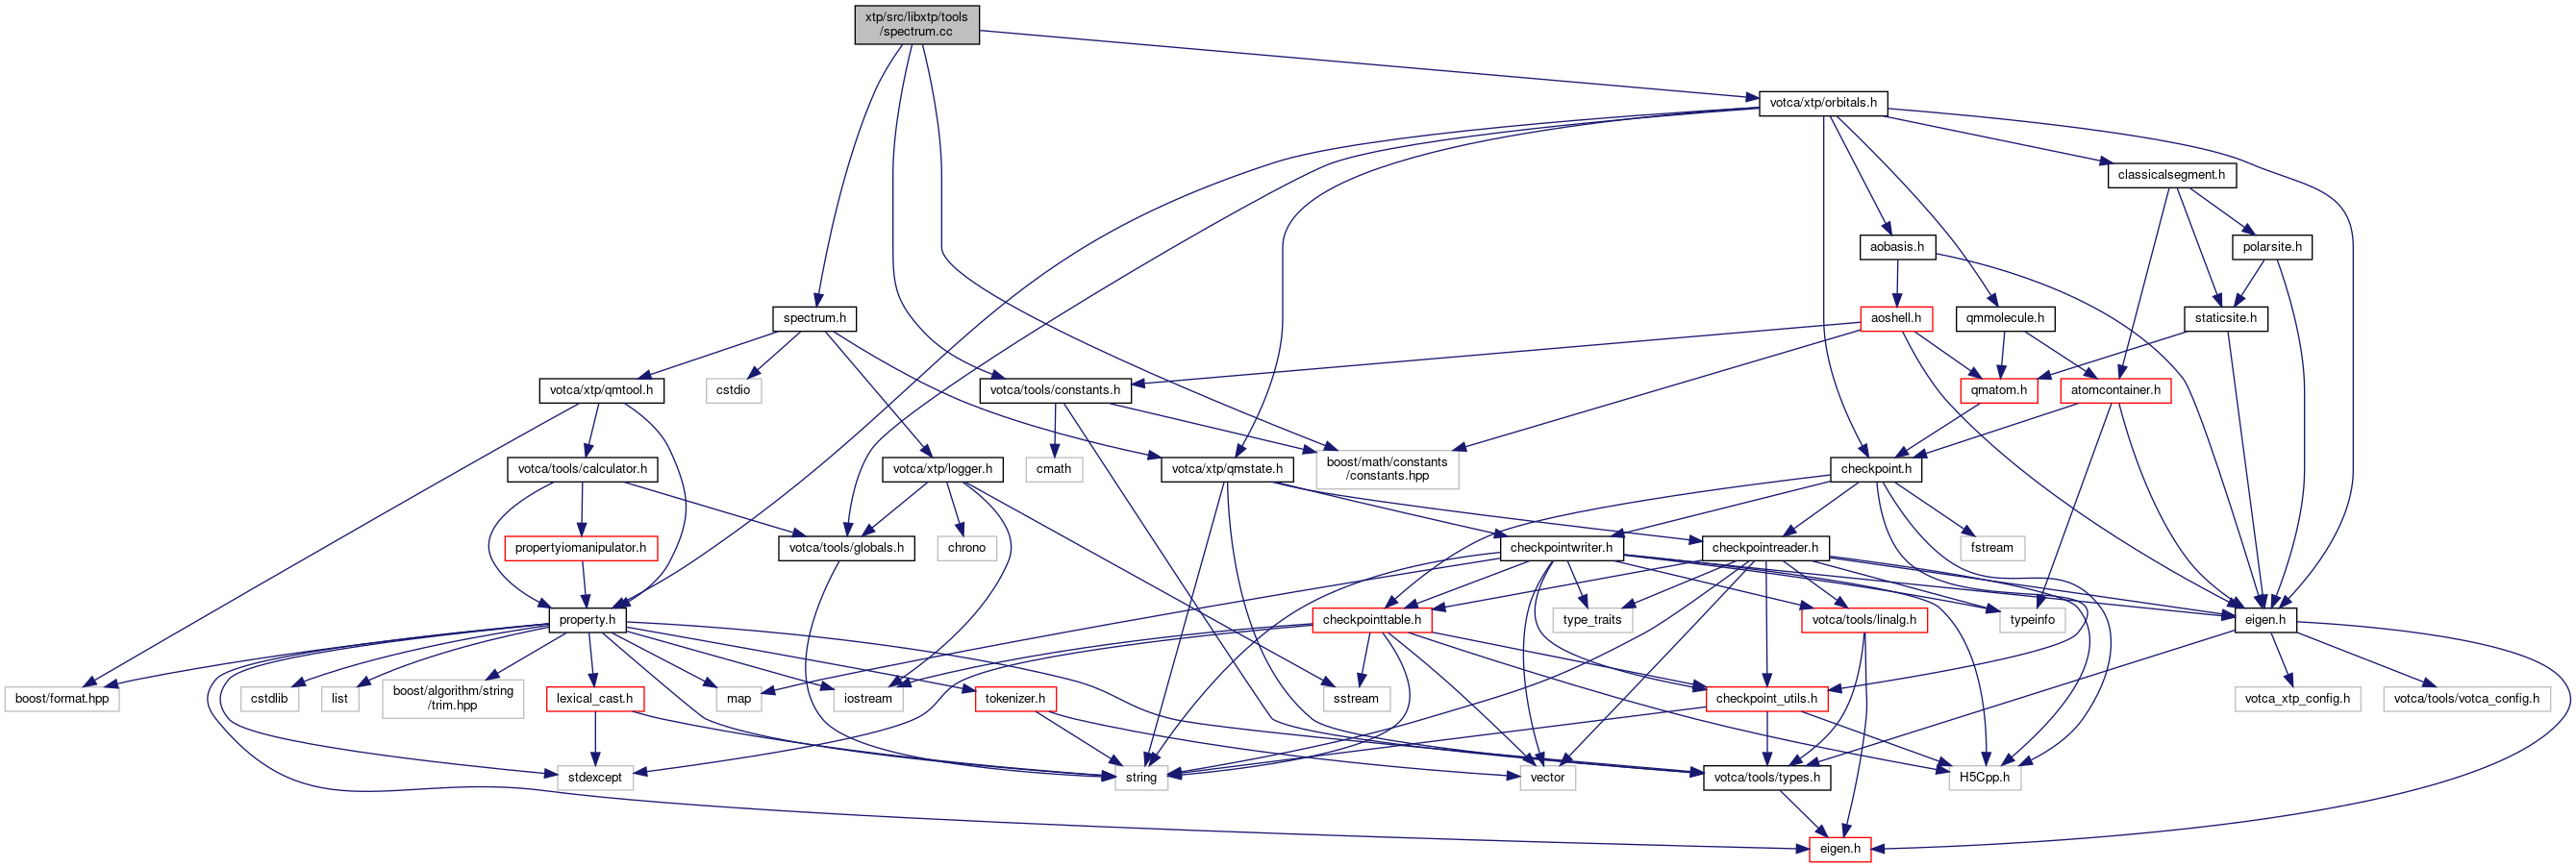 xtp/src/libxtp/tools
/spectrum.cc
votca/xtp/orbitals.h
classicalsegment.h
aobasis.h
polarsite.h
spectrum.h
aoshell.h
qmmolecule.h
staticsite.h
votca/xtp/qmtool.h
cstdio
votca/tools/constants.h
qmatom.h
atomcontainer.h
votca/tools/calculator.h
votca/xtp/logger.h
cmath
votca/xtp/qmstate.h
boost/math/constants
/constants.hpp
checkpoint.h
propertyiomanipulator.h
votca/tools/globals.h
chrono
checkpointwriter.h
checkpointreader.h
fstream
property.h
checkpointtable.h
type_traits
votca/tools/linalg.h
typeinfo
eigen.h
boost/format.hpp
cstdlib
list
boost/algorithm/string
/trim.hpp
lexical_cast.h
map
iostream
tokenizer.h
sstream
checkpoint_utils.h
votca_xtp_config.h
votca/tools/votca_config.h
stdexcept
string
vector
votca/tools/types.h
H5Cpp.h
eigen.h